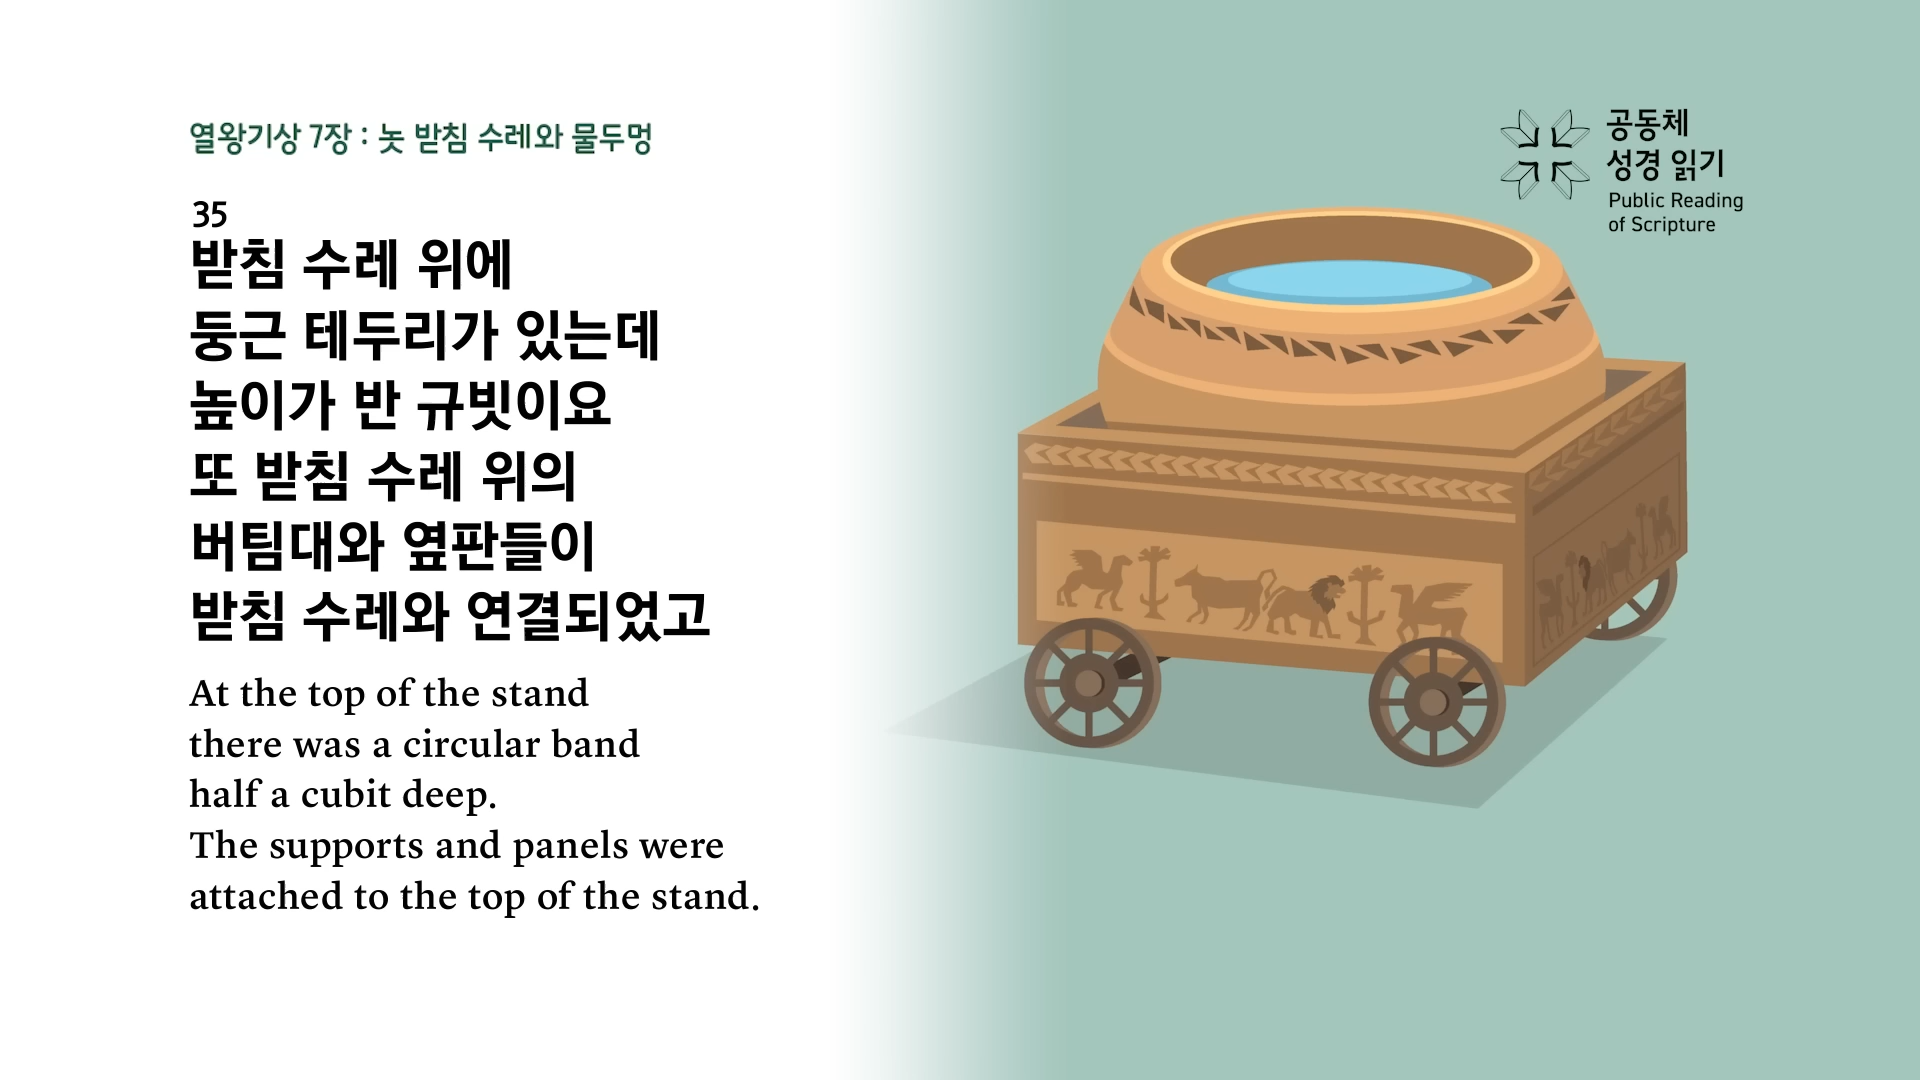 열왕기상 7장 : 놋 받침 수레와 물두멍
35
받침 수레 위에
둥근 테두리가 있는데
높이가 반 규빗이요
또 받침 수레 위의
버팀대와 옆판들이
받침 수레와 연결되었고
At the top of the stand
there was a circular band
half a cubit deep.
The supports and panels were
attached to the top of the stand.
공동체
성경 읽기
Public Reading
of Scripture